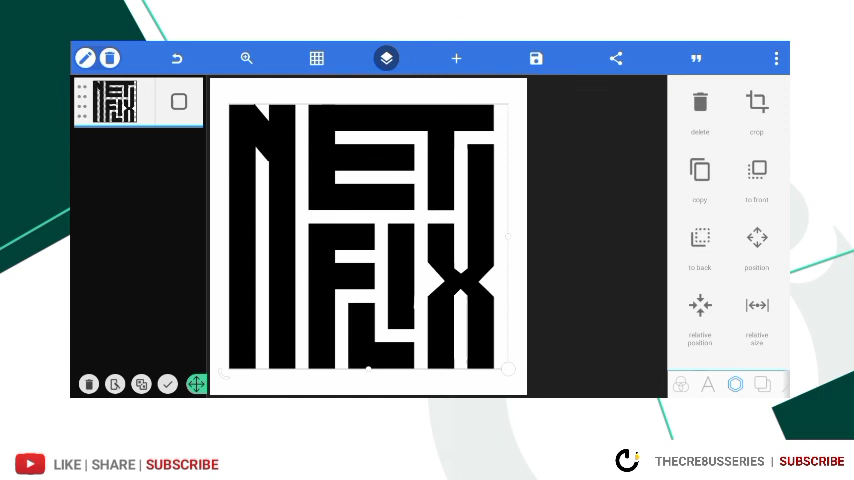 NETFLIX
delete
crop
copy
to front
to back
position
relative position
relative size
LIKE | SHARE | SUBSCRIBE
THECRE8USSERIES | SUBSCRIBE